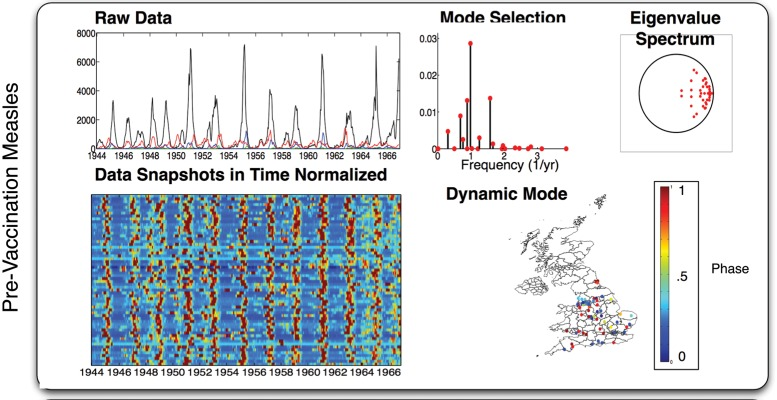 Pre-Vaccination Measles
Raw Data
8000
6000
4000
2000
0
1944 1946 1948 1950 1952 1954 1956 1958 1960 1962 1964 1966
Mode Selection
0.03
0.02
0.01
0
0 1 2 3
Frequency (1/yr)
Eigenvalue
Spectrum
Data Snapshots in Time Normalized
1944 1946 1948 1950 1952 1954 1956 1958 1960 1962 1964 1966
Dynamic Mode
1
.5
0
Phase